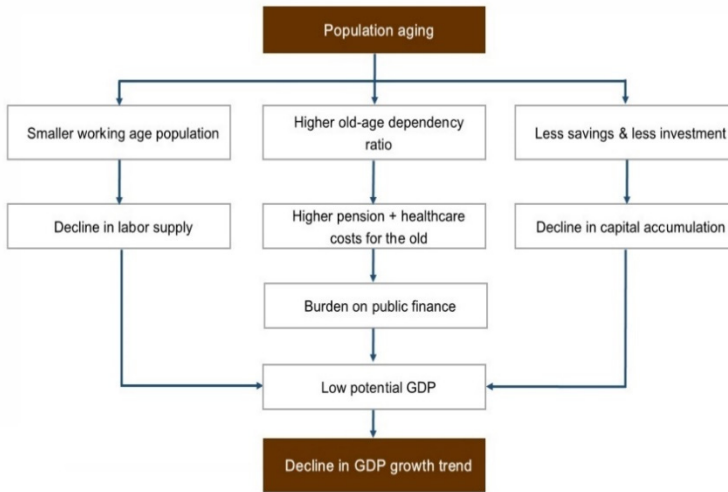 Population aging
Smaller working age population
Higher old-age dependency
ratio
Less savings & less investment
Decline in labor supply
Higher pension + healthcare
costs for the old
Decline in capital accumulation
Burden on public finance
Low potential GDP
Decline in GDP growth trend